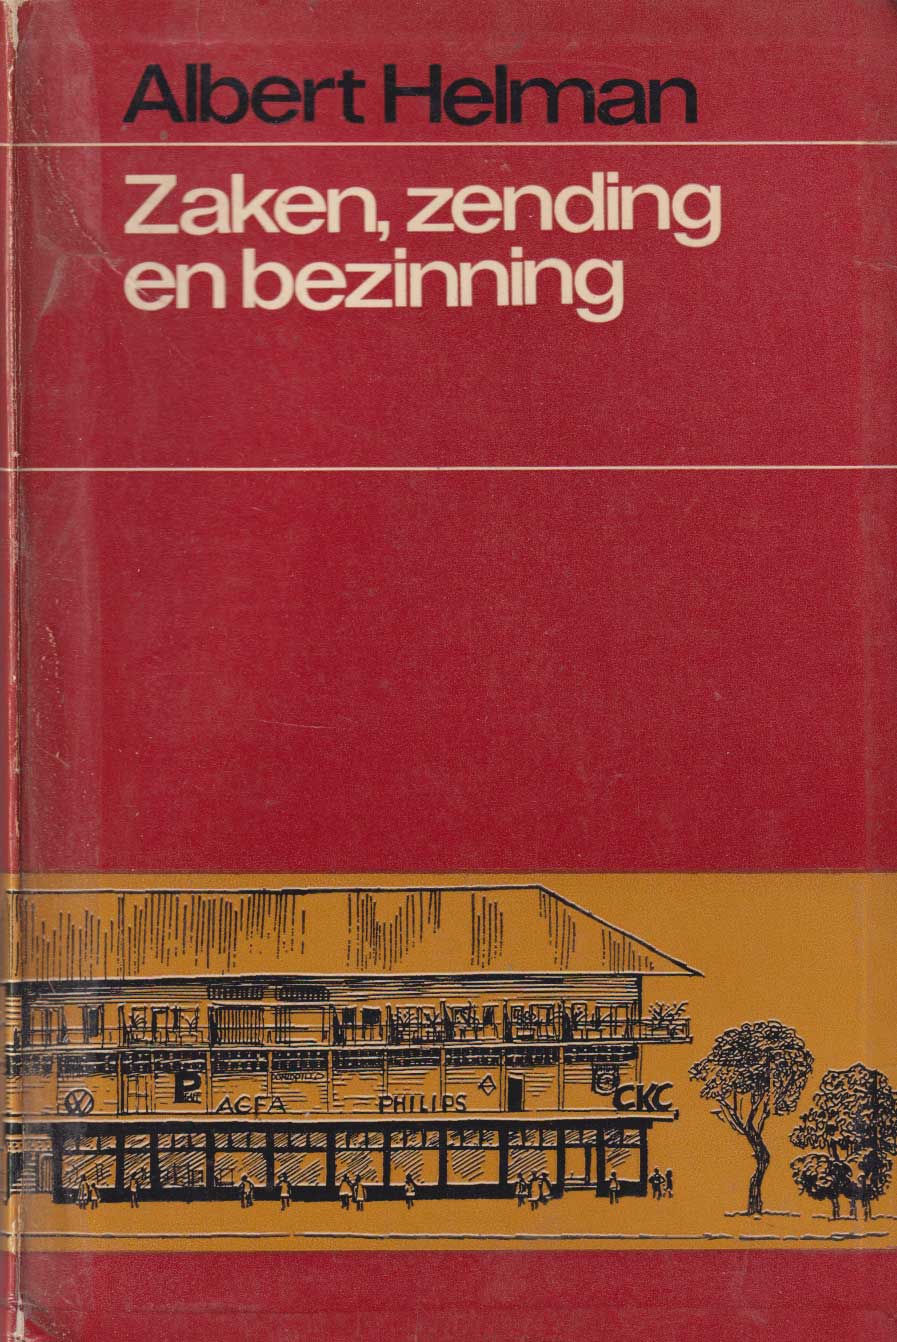 Albert Helman
Zaken, zending
en bezinning
AGFA
PHILIPS
CKC